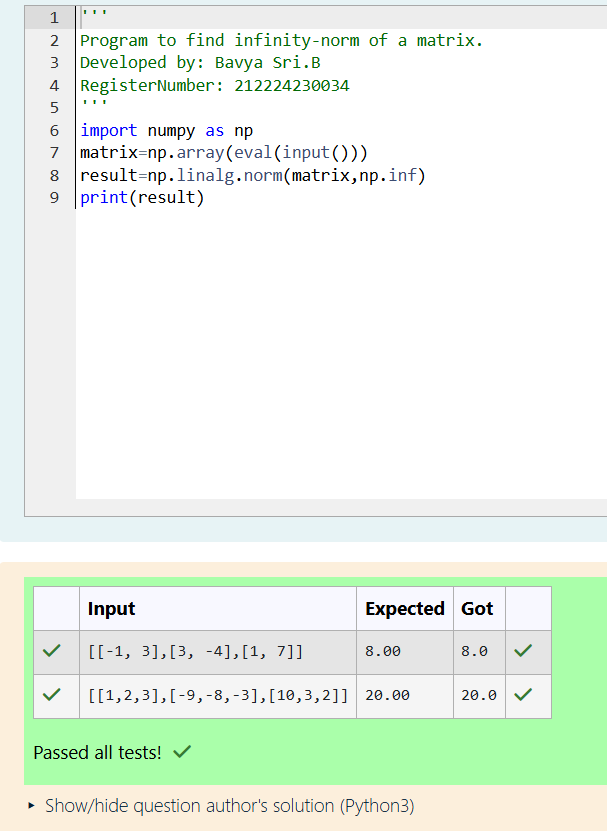 1 '''
2 Program to find infinity-norm of a matrix.
3 Developed by: Bavya Sri.B
4 RegisterNumber: 212224230034
5 '''
6 import numpy as np
7 matrix=np.array(eval(input()))
8 result=np.linalg.norm(matrix,np.inf)
9 print(result)
Input Expected Got
[[-1, 3],[3, -4],[1, 7]] 8.00 8.0
[[1,2,3],[-9,-8,-3],[10,3,2]] 20.00 20.0
Passed all tests!
Show/hide question author's solution (Python3)